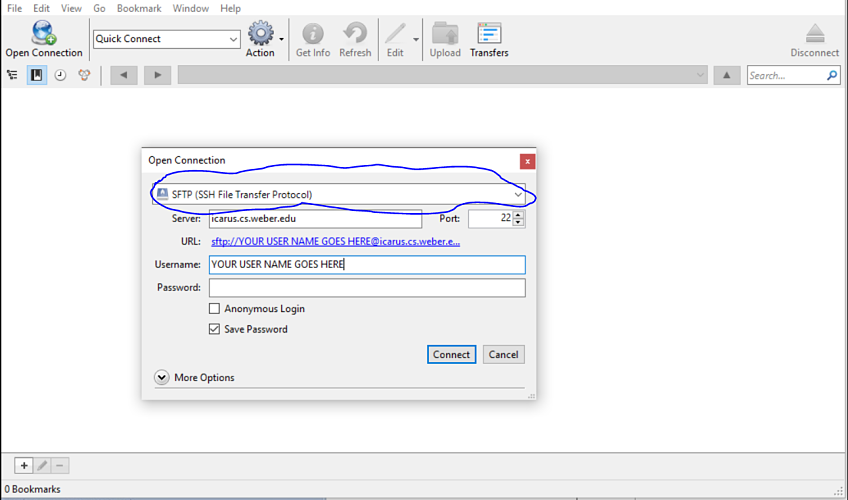 File Edit View Go Bookmark Window Help
Open Connection
Quick Connect
Action
Get Info
Refresh
Edit
Upload
Transfers
Disconnect
Search...
Open Connection
x
SFTP (SSH File Transfer Protocol)
Server: icarus.cs.weber.edu Port: 22
URL: sftp://YOUR USER NAME GOES HERE@icarus.cs.weber.e...
Username: YOUR USER NAME GOES HERE
Password:
Anonymous Login
Save Password
Connect Cancel
More Options
0 Bookmarks